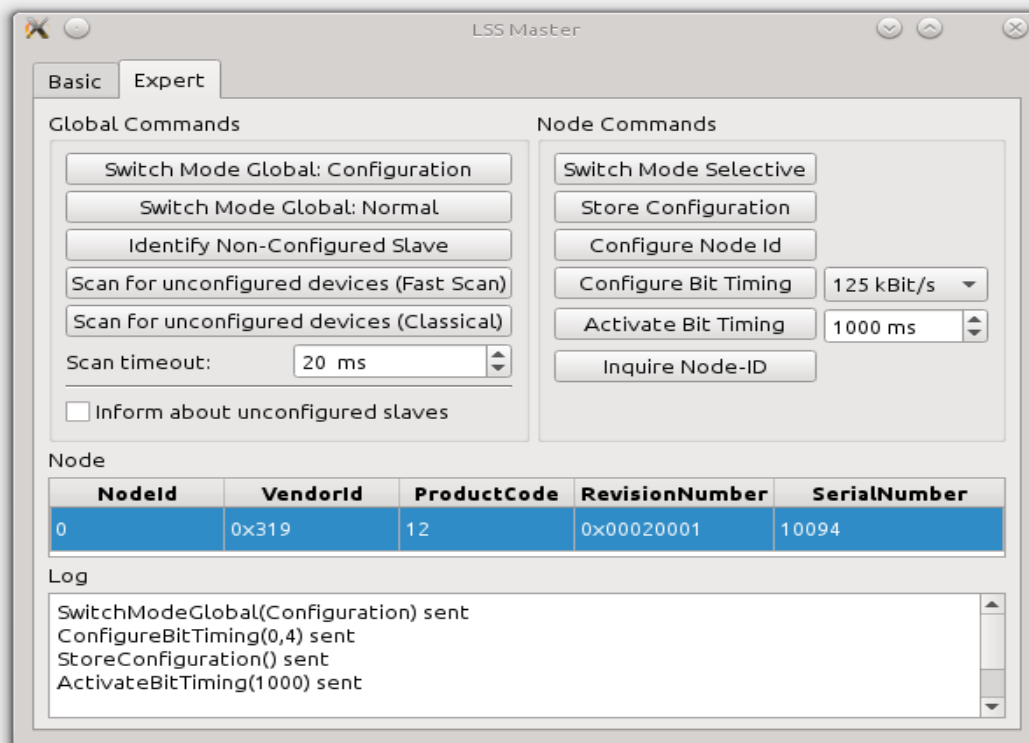 LSS Master
Basic Expert
Global Commands
Switch Mode Global: Configuration
Switch Mode Global: Normal
Identify Non-Configured Slave
Scan for unconfigured devices (Fast Scan)
Scan for unconfigured devices (Classical)
Scan timeout: 20 ms
Inform about unconfigured slaves
Node Commands
Switch Mode Selective
Store Configuration
Configure Node Id
Configure Bit Timing 125 kBit/s
Activate Bit Timing 1000 ms
Inquire Node-ID
Node
NodeId VendorId ProductCode RevisionNumber SerialNumber
0 0x319 12 0x00020001 10094
Log
SwitchModeGlobal(Configuration) sent
ConfigureBitTiming(0,4) sent
StoreConfiguration() sent
ActivateBitTiming(1000) sent